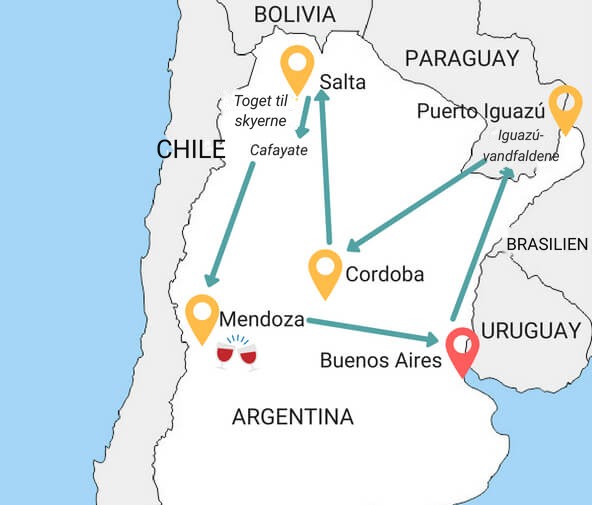 BOLIVIA
PARAGUAY
Salta
Toget til
skyerne
Puerto Iguazú
Iguazú-
vandfaldene
CHILE
Cafayate
BRASILIEN
Cordoba
Mendoza
URUGUAY
Buenos Aires
ARGENTINA